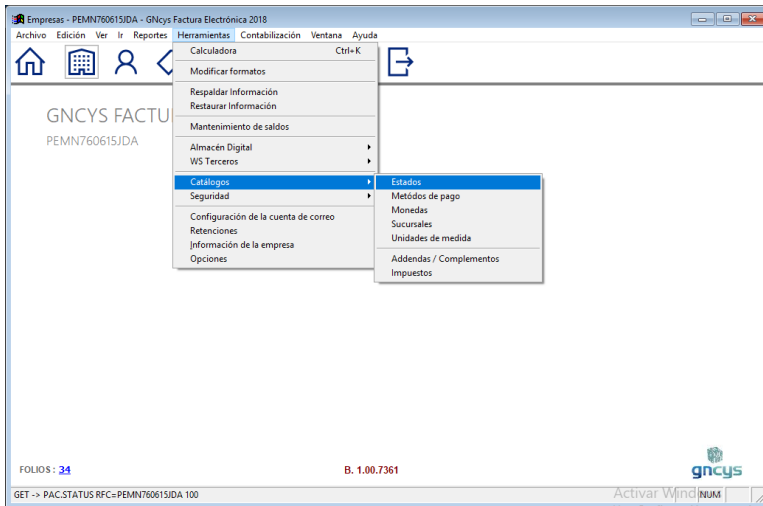 Empresas - PEMN760615JDA - GNcys Factura Electrónica 2018
Archivo Edición Ver Ir Reportes Herramientas Contabilización Ventana Ayuda
Calculadora Ctrl+K
Modificar formatos
Respaldar Información
Restaurar Información
Mantenimiento de saldos
Almacén Digital
WS Terceros
Catálogos
Seguridad
Configuración de la cuenta de correo
Retenciones
Información de la empresa
Opciones
Estados
Metódos de pago
Monedas
Sucursales
Unidades de medida
Addendas / Complementos
Impuestos
GNCYS FACTU
PEMN760615JDA
FOLIOS : 34
B. 1.00.7361
gncys
GET -> PAC.STATUS RFC=PEMN760615JDA 100
Activar Wind
NUM